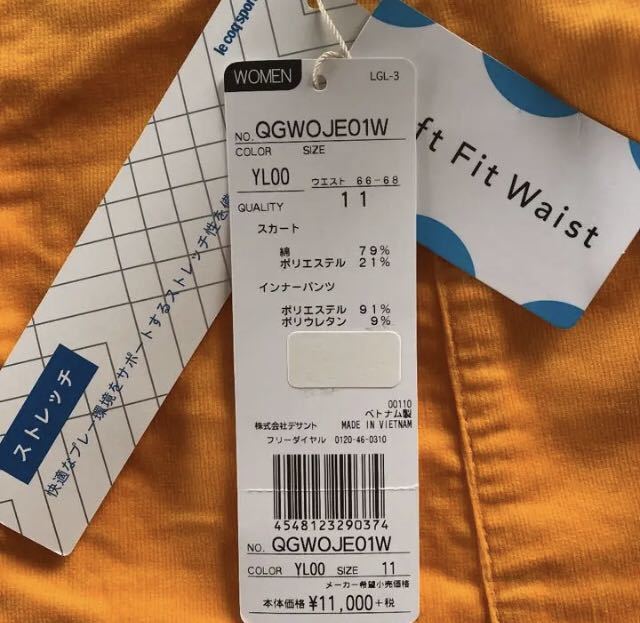 le coq sport
ストレッチ
快適なプレー環境をサポートするストレッチ性を
ft Fit Waist
WOMEN
LGL-3
NO. QGWOJE01W
COLOR SIZE
YL00 ウエスト 66-68
QUALITY 11
スカート
綿 79%
ポリエステル 21%
インナーパンツ
ポリエステル 91%
ポリウレタン 9%
00110
ベトナム製
株式会社デサント MADE IN VIETNAM
フリーダイヤル 0120-46-0310
4548123290374
NO. QGWOJE01W
COLOR YL00 SIZE 11
メーカー希望小売価格
本体価格 ¥11,000+税